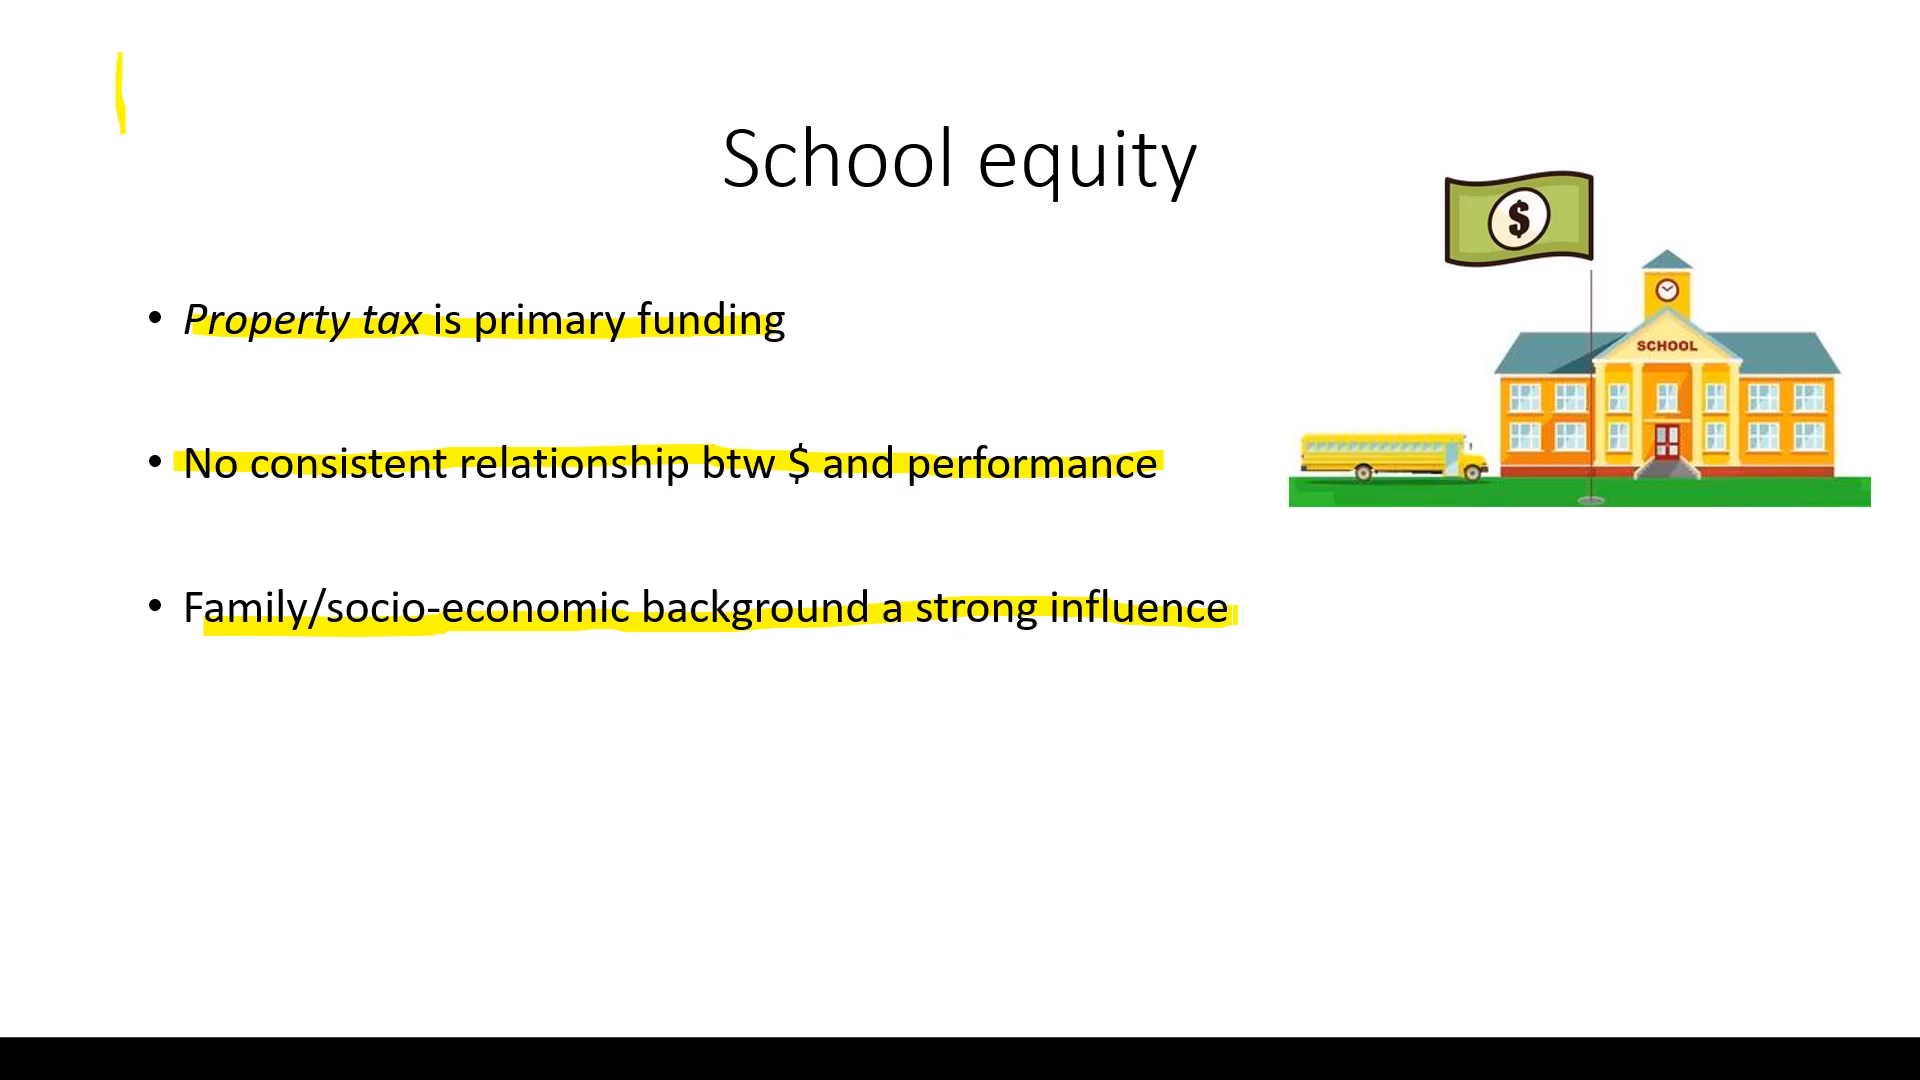 School equity
$
SCHOOL
• Property tax is primary funding
• No consistent relationship btw $ and performance
• Family/socio-economic background a strong influence